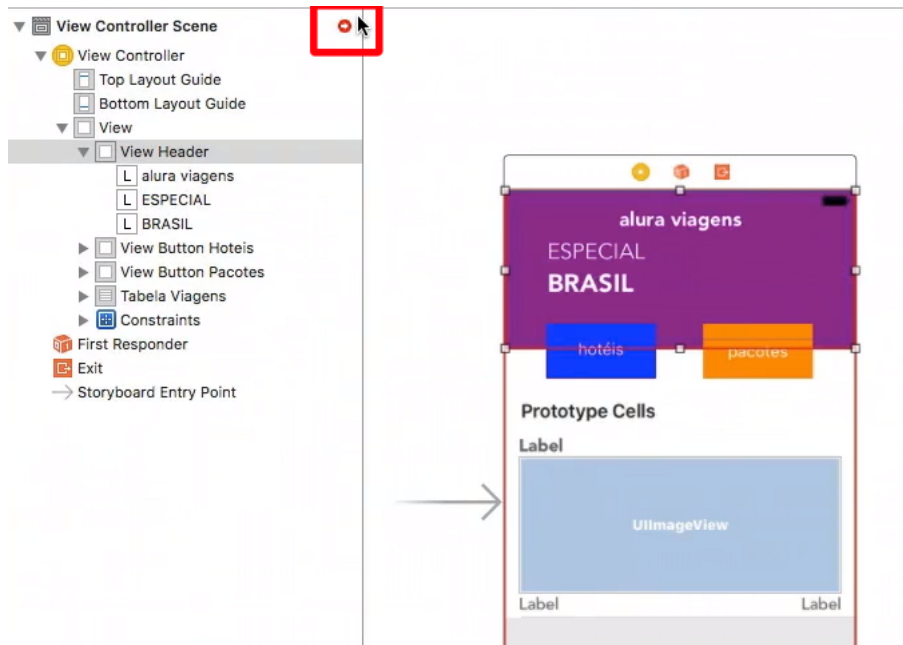 View Controller Scene
View Controller
Top Layout Guide
Bottom Layout Guide
View
View Header
L alura viagens
L ESPECIAL
L BRASIL
View Button Hoteis
View Button Pacotes
Tabela Viagens
Constraints
First Responder
Exit
Storyboard Entry Point
alura viagens
ESPECIAL
BRASIL
hotéis
pacotes
Prototype Cells
Label
UIImageView
Label Label